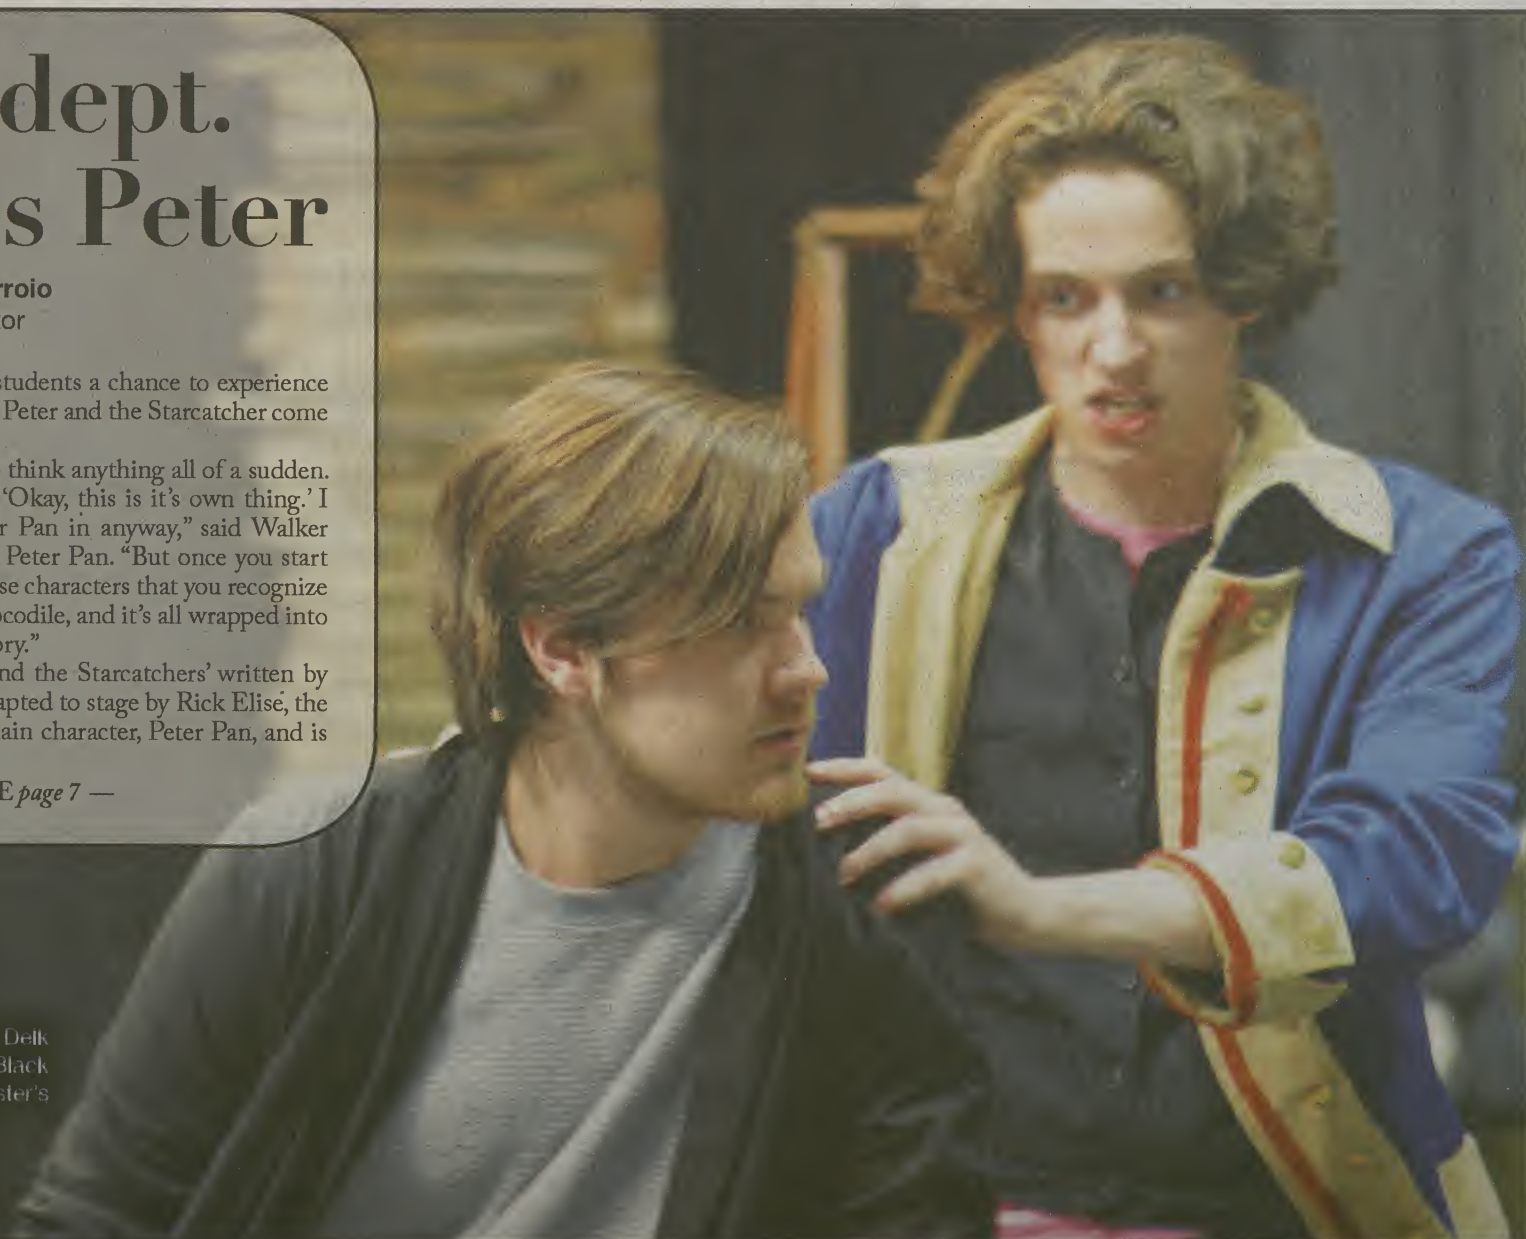 dept.
s Peter
rroio
tor
students a chance to experience
Peter and the Starcatcher come
think anything all of a sudden.
‘Okay, this is it’s own thing.’ I
r Pan in anyway,” said Walker
Peter Pan. “But once you start
se characters that you recognize
ocodile, and it’s all wrapped into
ory.”
nd the Starcatchers’ written by
apted to stage by Rick Elise, the
ain character, Peter Pan, and is
E page 7 —
Delk
Black
ster's